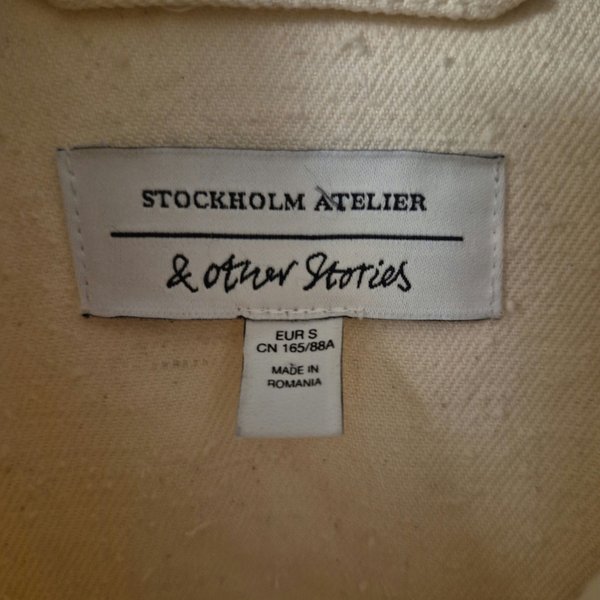 STOCKHOLM ATELIER
& other Stories
EUR S
CN 165/88A
MADE IN
ROMANIA